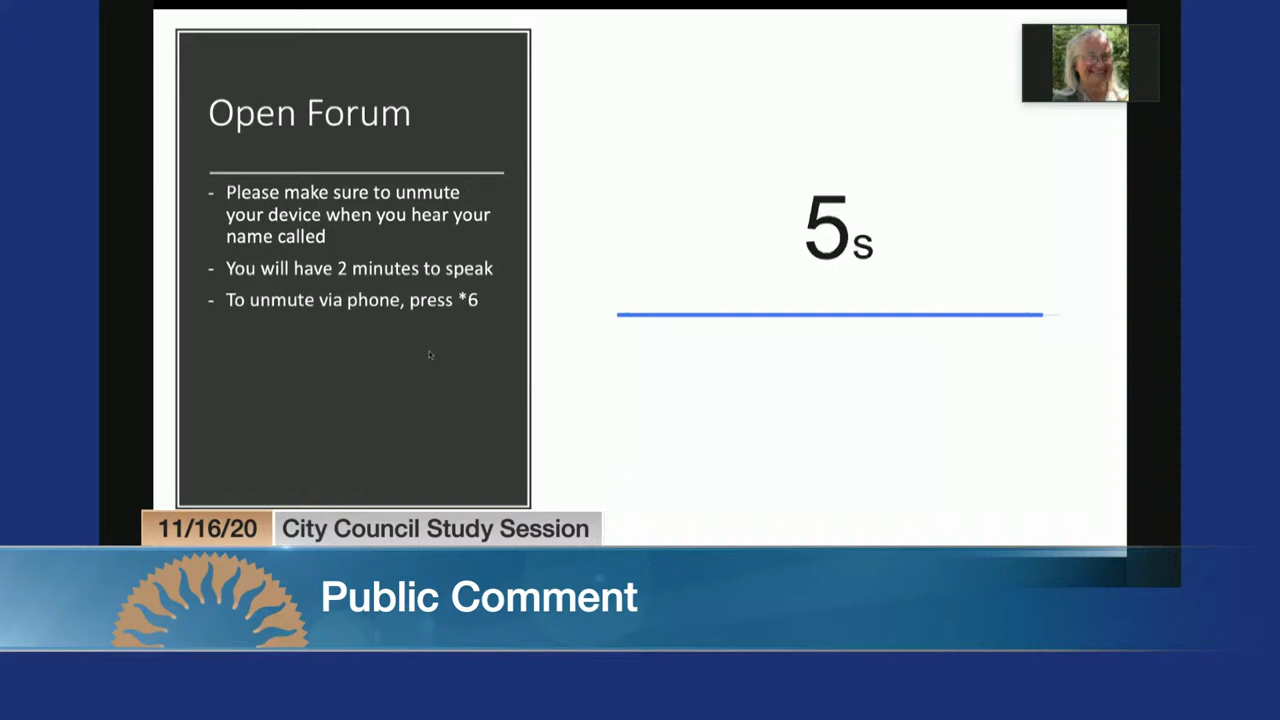 Open Forum
- Please make sure to unmute
your device when you hear your
name called
- You will have 2 minutes to speak
- To unmute via phone, press *6
5s
11/16/20 City Council Study Session
Public Comment